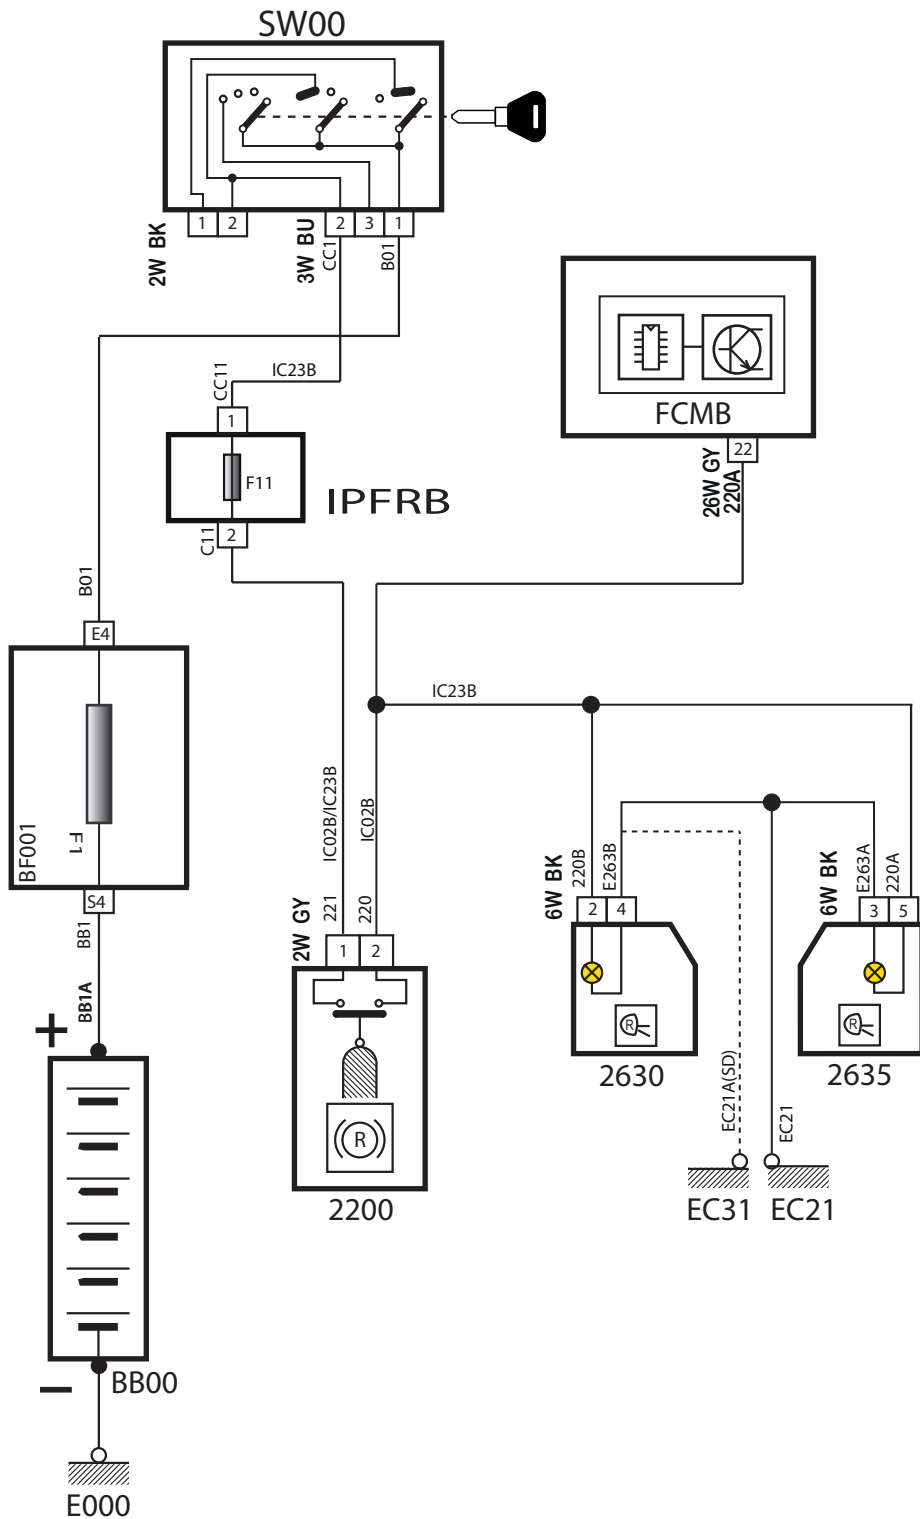 SW00
1 2 2 3 1
2W BK
3W BU
CC1
B01
FCMB
22
26W GY
220A
IC23B
CC11
1
F11
IPFRB
2
C11
B01
E4
BF001
F1
S4
BB1
BB1A
+
IC23B
IC02B/IC23B
IC02B
221
220
2W GY
1 2
R
2200
6W BK
220B
E263B
2 4
R
2630
6W BK
E263A
220A
3 5
R
2635
EC21A(SD)
EC21
EC31 EC21
BB00
–
E000